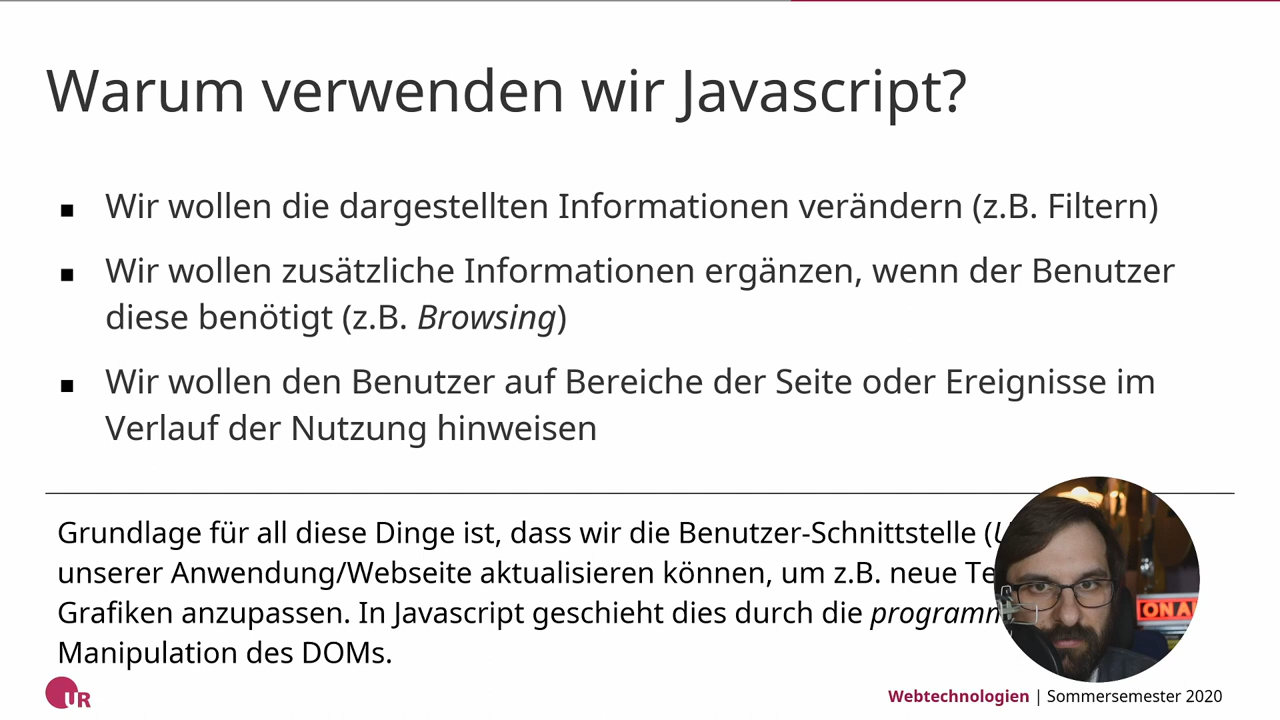 Warum verwenden wir Javascript?
▪ Wir wollen die dargestellten Informationen verändern (z.B. Filtern)
▪ Wir wollen zusätzliche Informationen ergänzen, wenn der Benutzer
diese benötigt (z.B. Browsing)
▪ Wir wollen den Benutzer auf Bereiche der Seite oder Ereignisse im
Verlauf der Nutzung hinweisen
Grundlage für all diese Dinge ist, dass wir die Benutzer-Schnittstelle
unserer Anwendung/Webseite aktualisieren können, um z.B. neue
Grafiken anzupassen. In Javascript geschieht dies durch die
Manipulation des DOMs.
ON A
UR
Webtechnologien | Sommersemester 2020